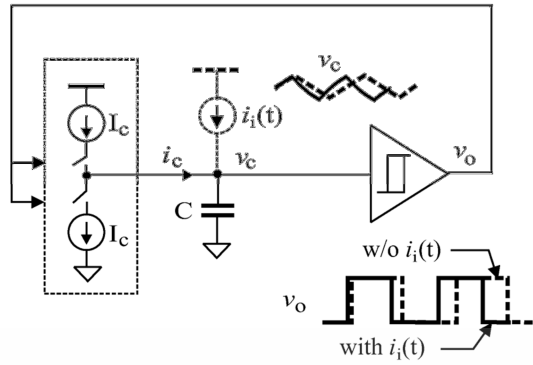 v_c
I_c
i_i(t)
i_c
v_c
v_o
C
I_c
w/o i_i(t)
v_o
with i_i(t)